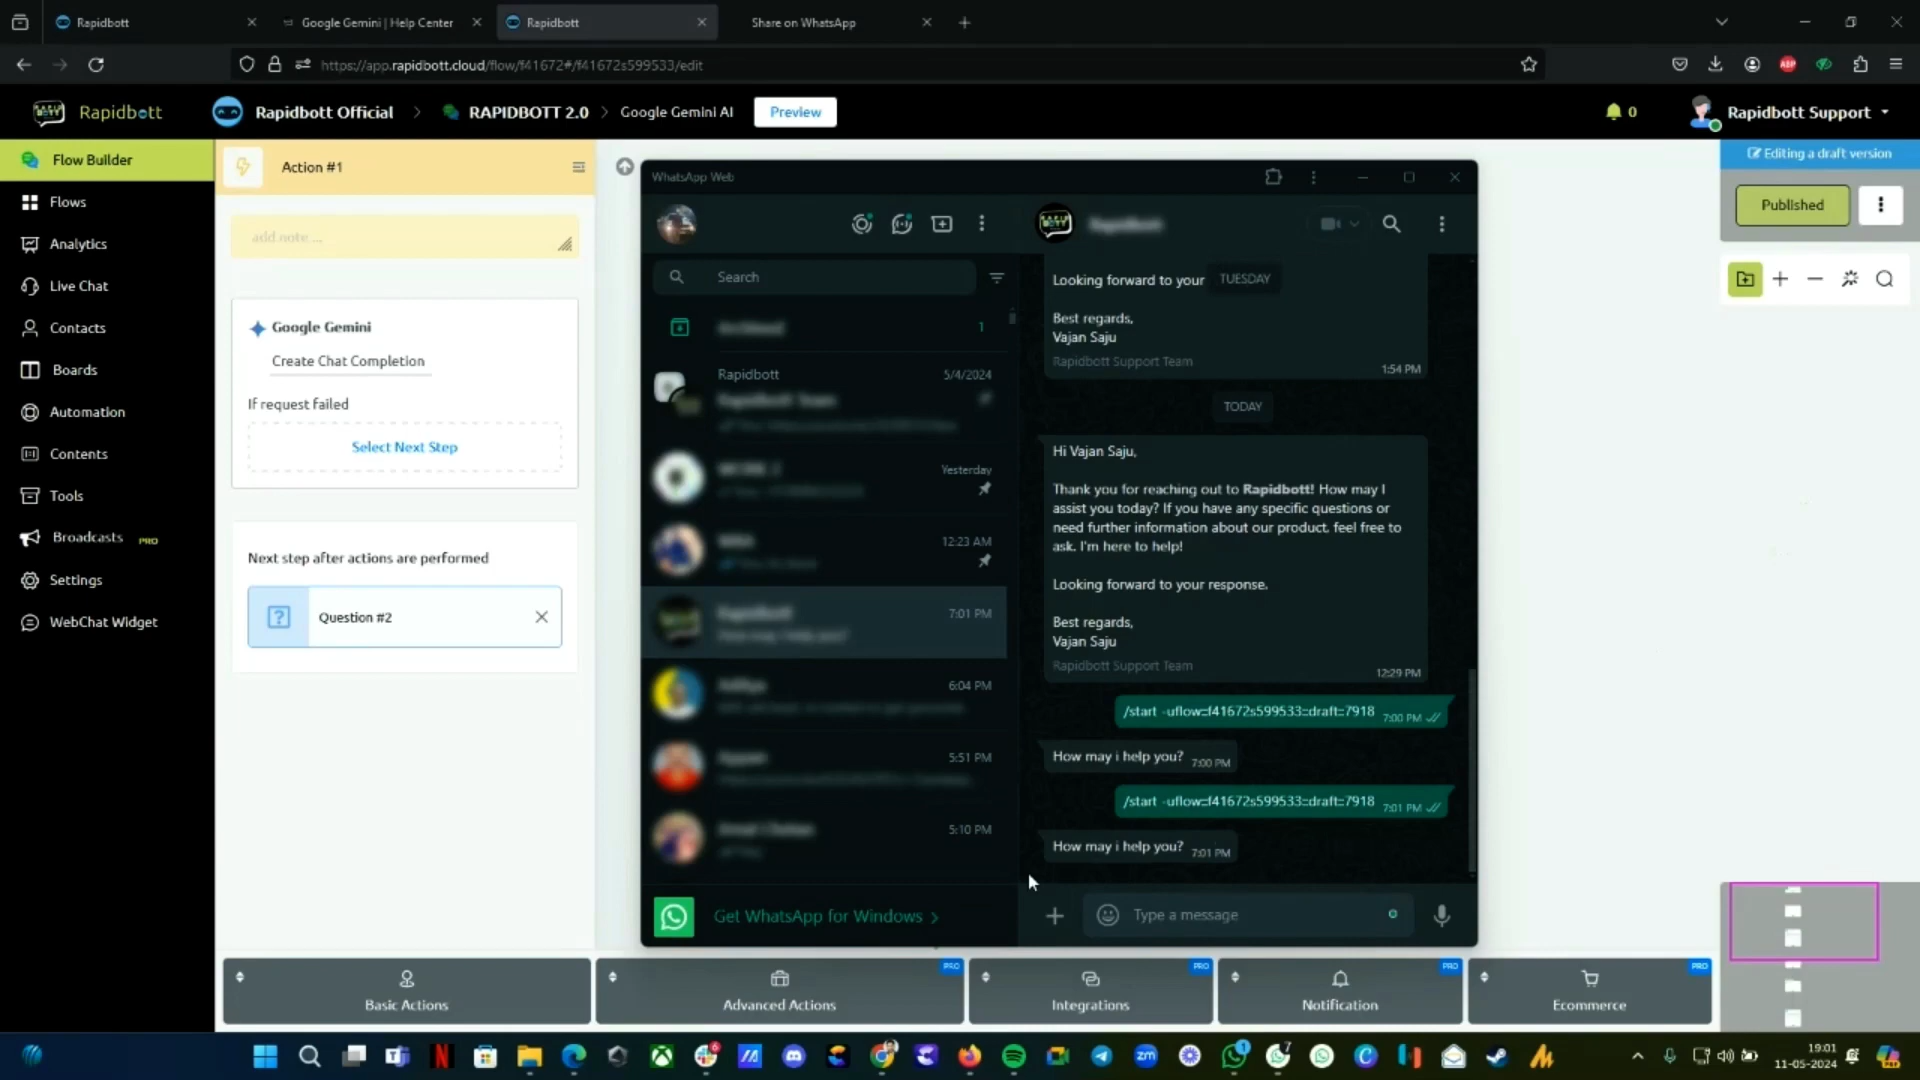 Rapidbott
Google Gemini | Help Center
Rapidbott
Share on WhatsApp
https://app.rapidbott.cloud/flow/f41672#/f41672s599533/edit
ABP
Rapidbott
Rapidbott Official
RAPIDBOTT 2.0
Google Gemini AI
Preview
0
Rapidbott Support
Flow Builder
Flows
Analytics
Live Chat
Contacts
Boards
Automation
Contents
Tools
Broadcasts PRO
Settings
WebChat Widget
Action #1
add note ...
Google Gemini
Create Chat Completion
If request failed
Select Next Step
Next step after actions are performed
Question #2
WhatsApp Web
Search
1
Rapidbott
5/4/2024
Yesterday
12:23 AM
7:01 PM
6:04 PM
5:51 PM
5:10 PM
Get WhatsApp for Windows
Looking forward to your
TUESDAY
Best regards,
Vajan Saju
Rapidbott Support Team
1:54 PM
TODAY
Hi Vajan Saju,
Thank you for reaching out to Rapidbott! How may I
assist you today? If you have any specific questions or
need further information about our product, feel free to
ask. I'm here to help!
Looking forward to your response.
Best regards,
Vajan Saju
Rapidbott Support Team
12:29 PM
/start -uflow=f41672s599533=draft=7918 7:00 PM
How may i help you? 7:00 PM
/start -uflow=f41672s599533=draft=7918 7:01 PM
How may i help you? 7:01 PM
Type a message
Editing a draft version
Published
Basic Actions
PRO
Advanced Actions
PRO
Integrations
PRO
Notification
PRO
Ecommerce
19:01
11-05-2024